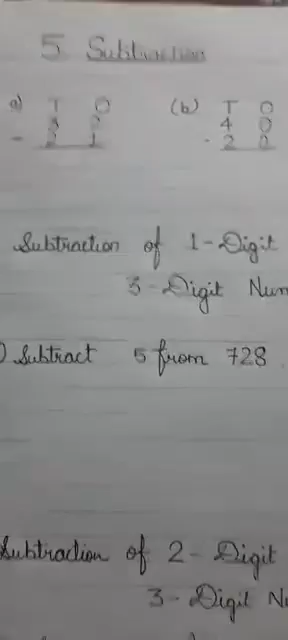 5 Subtraction
a) T O (b) T O
3 2 4 0
- 2 1 - 2 0
Subtraction of 1-Digit
3-Digit Num
) Subtract 5 from 728
Subtraction of 2-Digit
3-Digit Nu